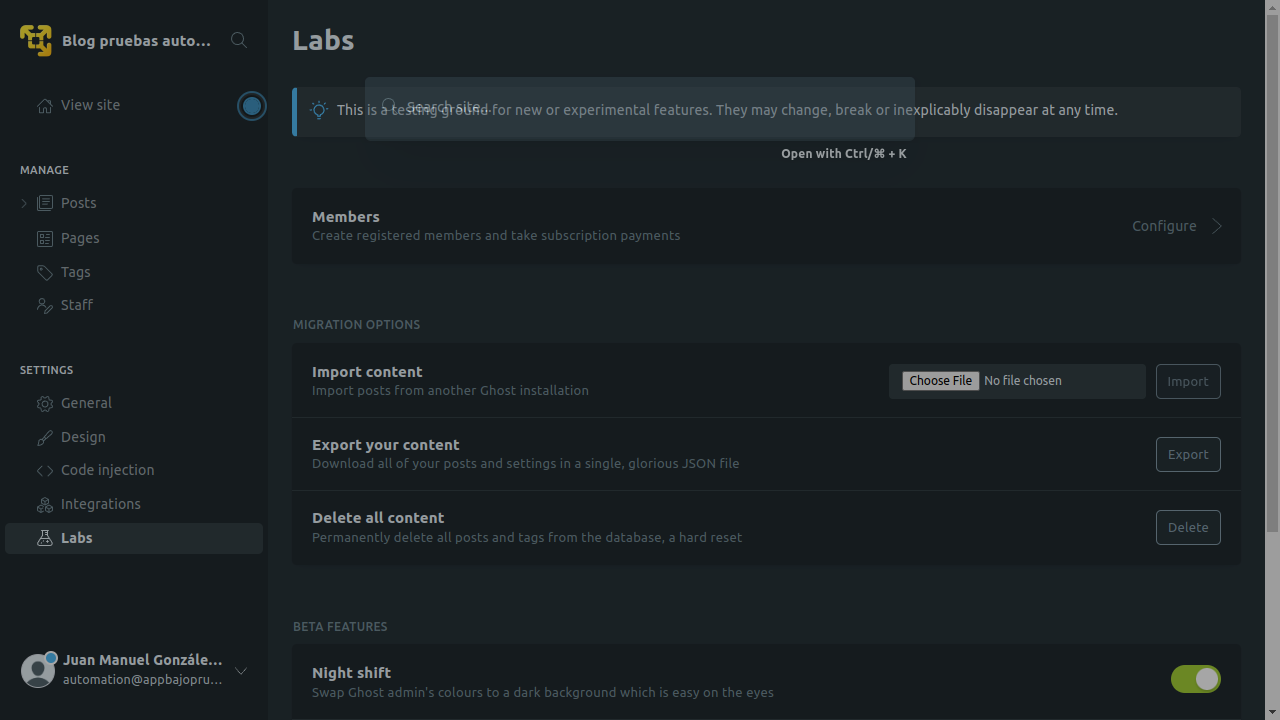 Blog pruebas auto...
View site
MANAGE
Posts
Pages
Tags
Staff
SETTINGS
General
Design
Code injection
Integrations
Labs
Juan Manuel Gonzále...
automation@appbajopru...
Labs
Search site...
This is a testing ground for new or experimental features. They may change, break or inexplicably disappear at any time.
Open with Ctrl/⌘ + K
Members
Create registered members and take subscription payments
Configure
MIGRATION OPTIONS
Import content
Import posts from another Ghost installation
Choose File No file chosen
Import
Export your content
Download all of your posts and settings in a single, glorious JSON file
Export
Delete all content
Permanently delete all posts and tags from the database, a hard reset
Delete
BETA FEATURES
Night shift
Swap Ghost admin's colours to a dark background which is easy on the eyes